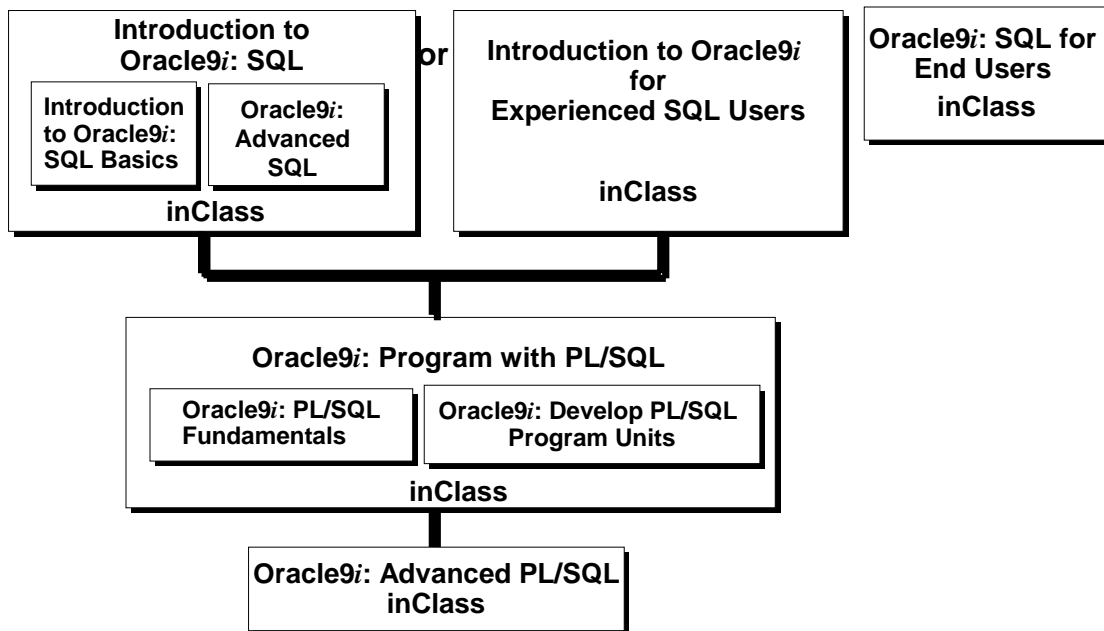 Introduction to
Oracle9i: SQL
Introduction
to Oracle9i:
SQL Basics
Oracle9i:
Advanced
SQL
inClass
or
Introduction to Oracle9i
for
Experienced SQL Users
inClass
Oracle9i: SQL for
End Users
inClass
Oracle9i: Program with PL/SQL
Oracle9i: PL/SQL
Fundamentals
Oracle9i: Develop PL/SQL
Program Units
inClass
Oracle9i: Advanced PL/SQL
inClass